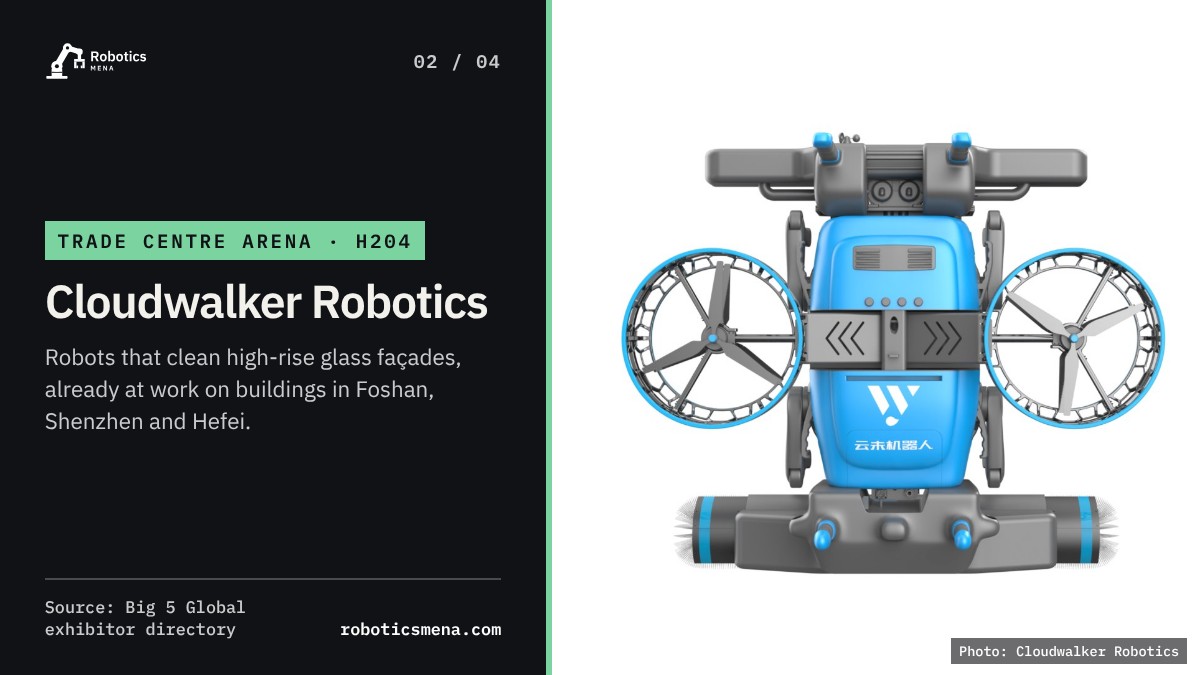 Robotics
MENA
02 / 04
TRADE CENTRE ARENA · H204
Cloudwalker Robotics
Robots that clean high-rise glass façades,
already at work on buildings in Foshan,
Shenzhen and Hefei.
Source: Big 5 Global
exhibitor directory
roboticsmena.com
云未机器人
Photo: Cloudwalker Robotics